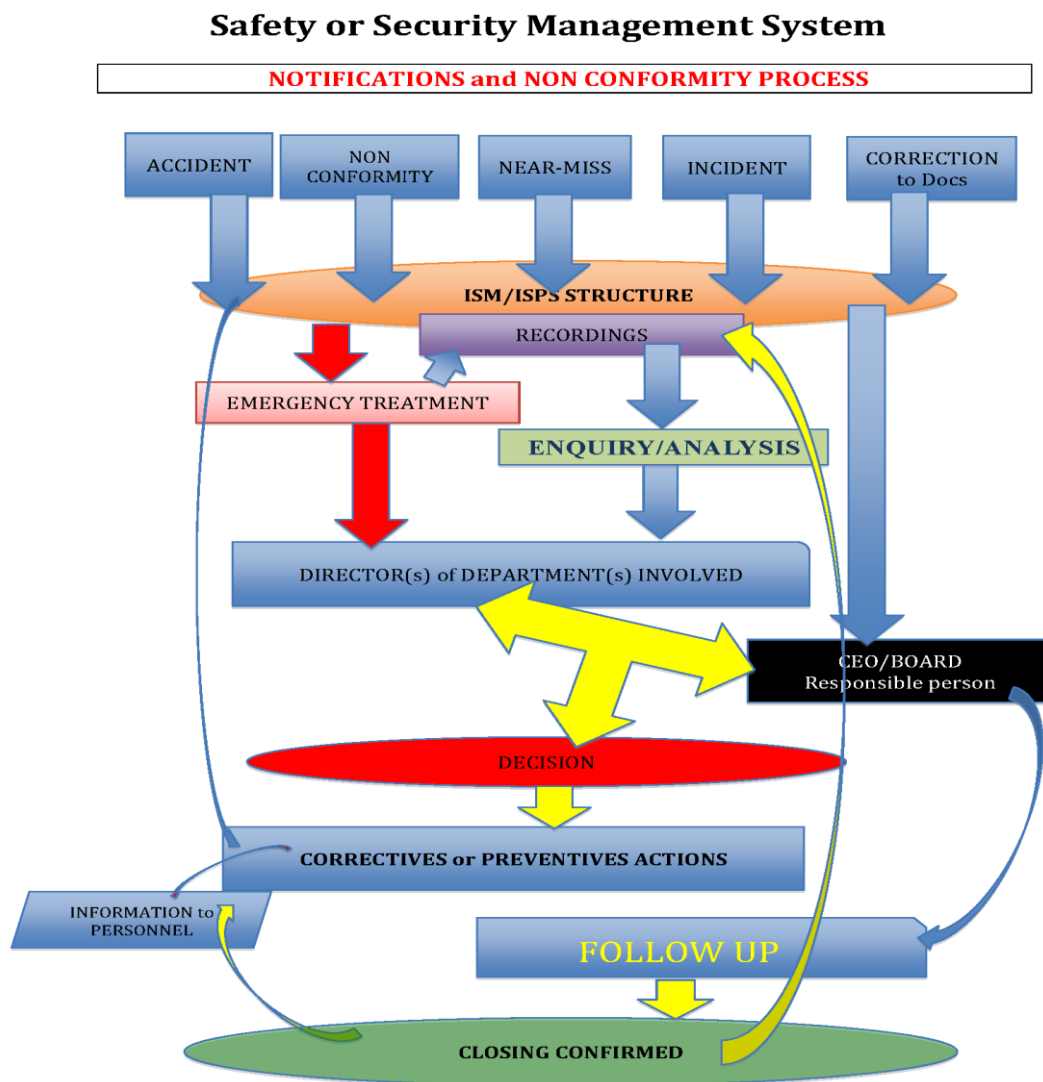 Safety or Security Management System
NOTIFICATIONS and NON CONFORMITY PROCESS
ACCIDENT
NON
CONFORMITY
NEAR-MISS
INCIDENT
CORRECTION
to Docs
ISM/ISPS STRUCTURE
RECORDINGS
EMERGENCY TREATMENT
ENQUIRY/ANALYSIS
DIRECTOR(s) of DEPARTMENT(s) INVOLVED
CEO/BOARD
Responsible person
DECISION
CORRECTIVES or PREVENTIVES ACTIONS
INFORMATION to
PERSONNEL
FOLLOW UP
CLOSING CONFIRMED